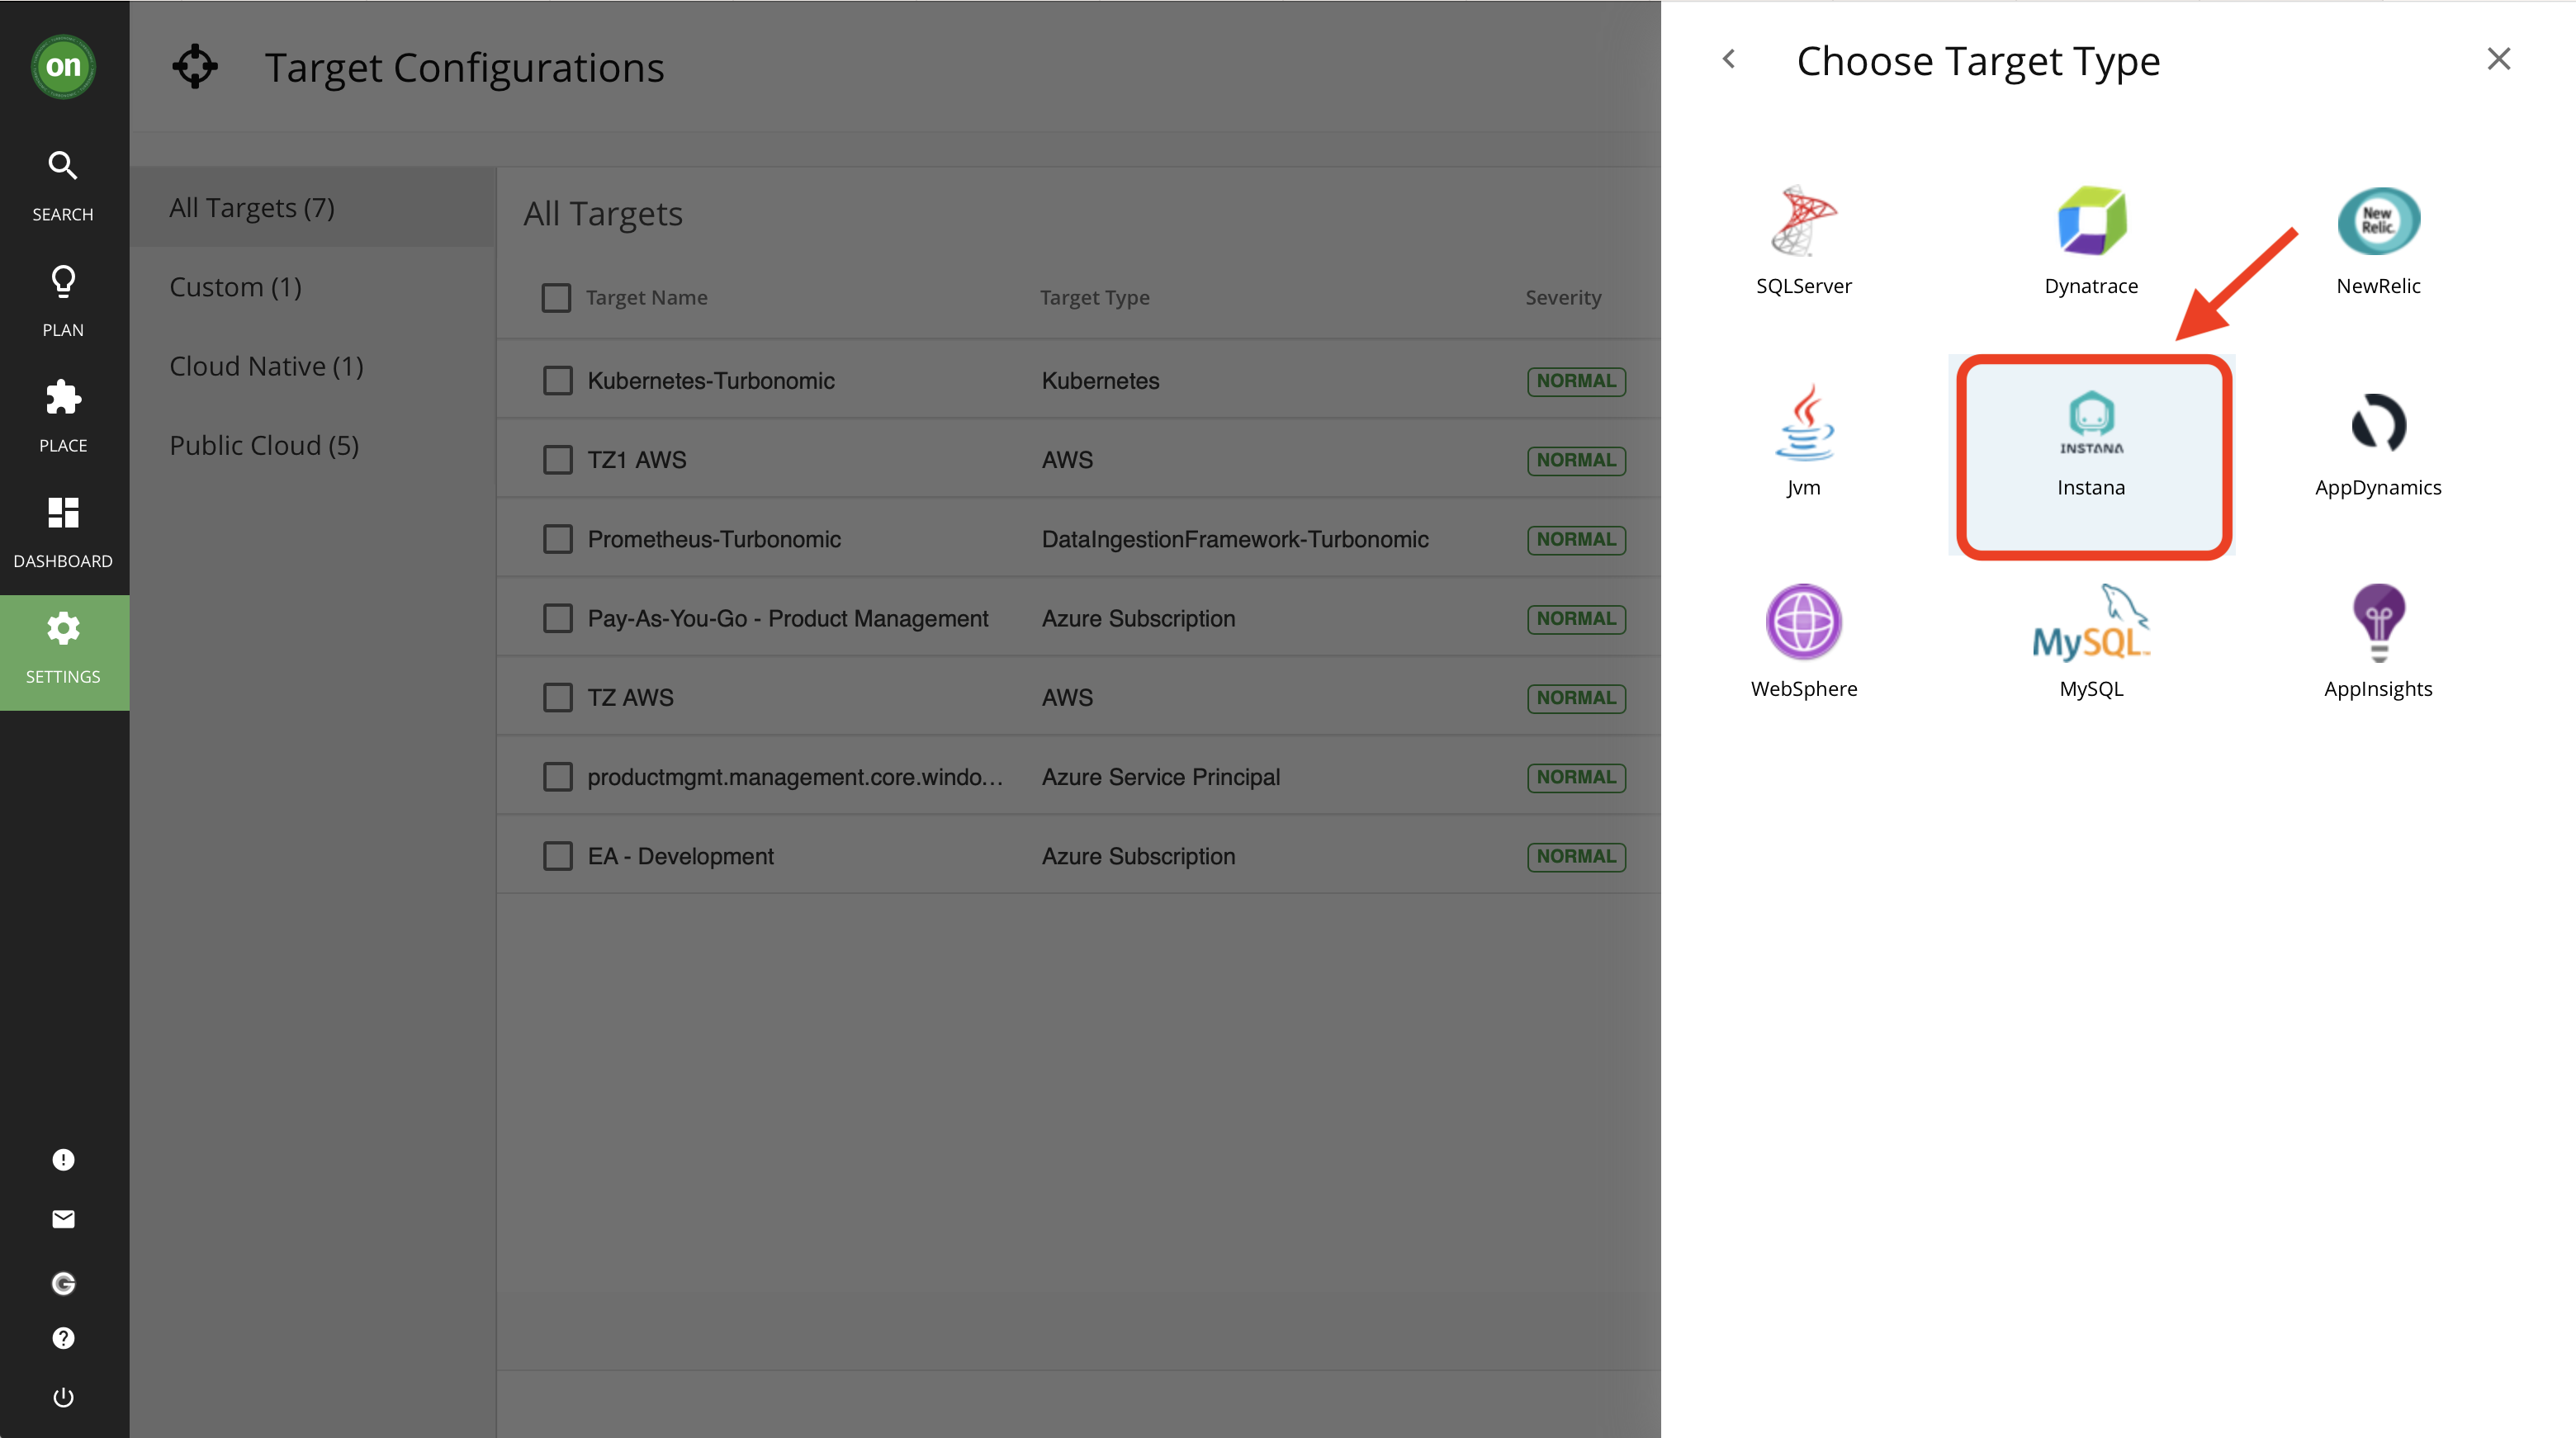 on
SEARCH
PLAN
PLACE
DASHBOARD
SETTINGS
Target Configurations
All Targets (7)
Custom (1)
Cloud Native (1)
Public Cloud (5)
All Targets
Target Name Target Type Severity
Kubernetes-Turbonomic Kubernetes NORMAL
TZ1 AWS AWS NORMAL
Prometheus-Turbonomic DataIngestionFramework-Turbonomic NORMAL
Pay-As-You-Go - Product Management Azure Subscription NORMAL
TZ AWS AWS NORMAL
productmgmt.management.core.windo... Azure Service Principal NORMAL
EA - Development Azure Subscription NORMAL
Choose Target Type
New
Relic.
SQLServer Dynatrace NewRelic
INSTANA
Jvm Instana AppDynamics
MySQL™
WebSphere MySQL AppInsights